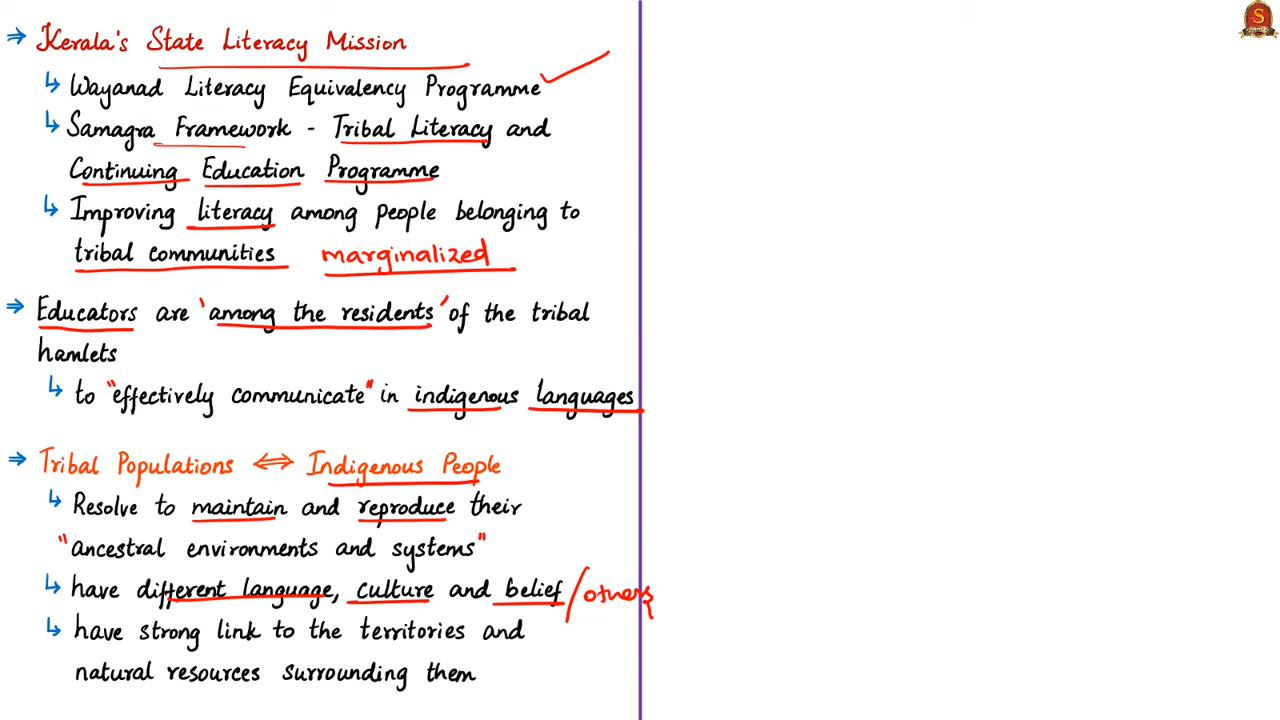 ⇒ Kerala's State Literacy Mission
↳ Wayanad Literacy Equivalency Programme ✓
↳ Samagra Framework - Tribal Literacy and
Continuing Education Programme
↳ Improving literacy among people belonging to
tribal communities marginalized
⇒ Educators are 'among the residents' of the tribal
hamlets
↳ to "effectively communicate" in indigenous languages
⇒ Tribal Populations ⇔ Indigenous People
↳ Resolve to maintain and reproduce their
"ancestral environments and systems"
↳ have different language, culture and belief / others
↳ have strong link to the territories and
natural resources surrounding them
S